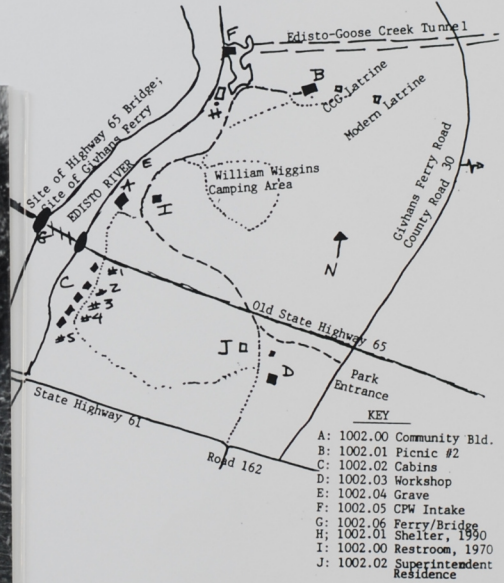 F
Edisto-Goose Creek Tunnel
B
CCC Latrine
Modern Latrine
H
Site of Highway 65 Bridge;
Site of Givhans Ferry
EDISTO RIVER
E
William Wiggins
Camping Area
Givhans Ferry Road
County Road 30
I
G
N
C
#1
#2
#3
#4
#5
Old State Highway 65
J
D
Park
Entrance
State Highway 61
Road 162
KEY
A: 1002.00 Community Bld.
B: 1002.01 Picnic #2
C: 1002.02 Cabins
D: 1002.03 Workshop
E: 1002.04 Grave
F: 1002.05 CPW Intake
G: 1002.06 Ferry/Bridge
H; 1002.01 Shelter, 1990
I: 1002.00 Restroom, 1970
J: 1002.02 Superintendent
Residence